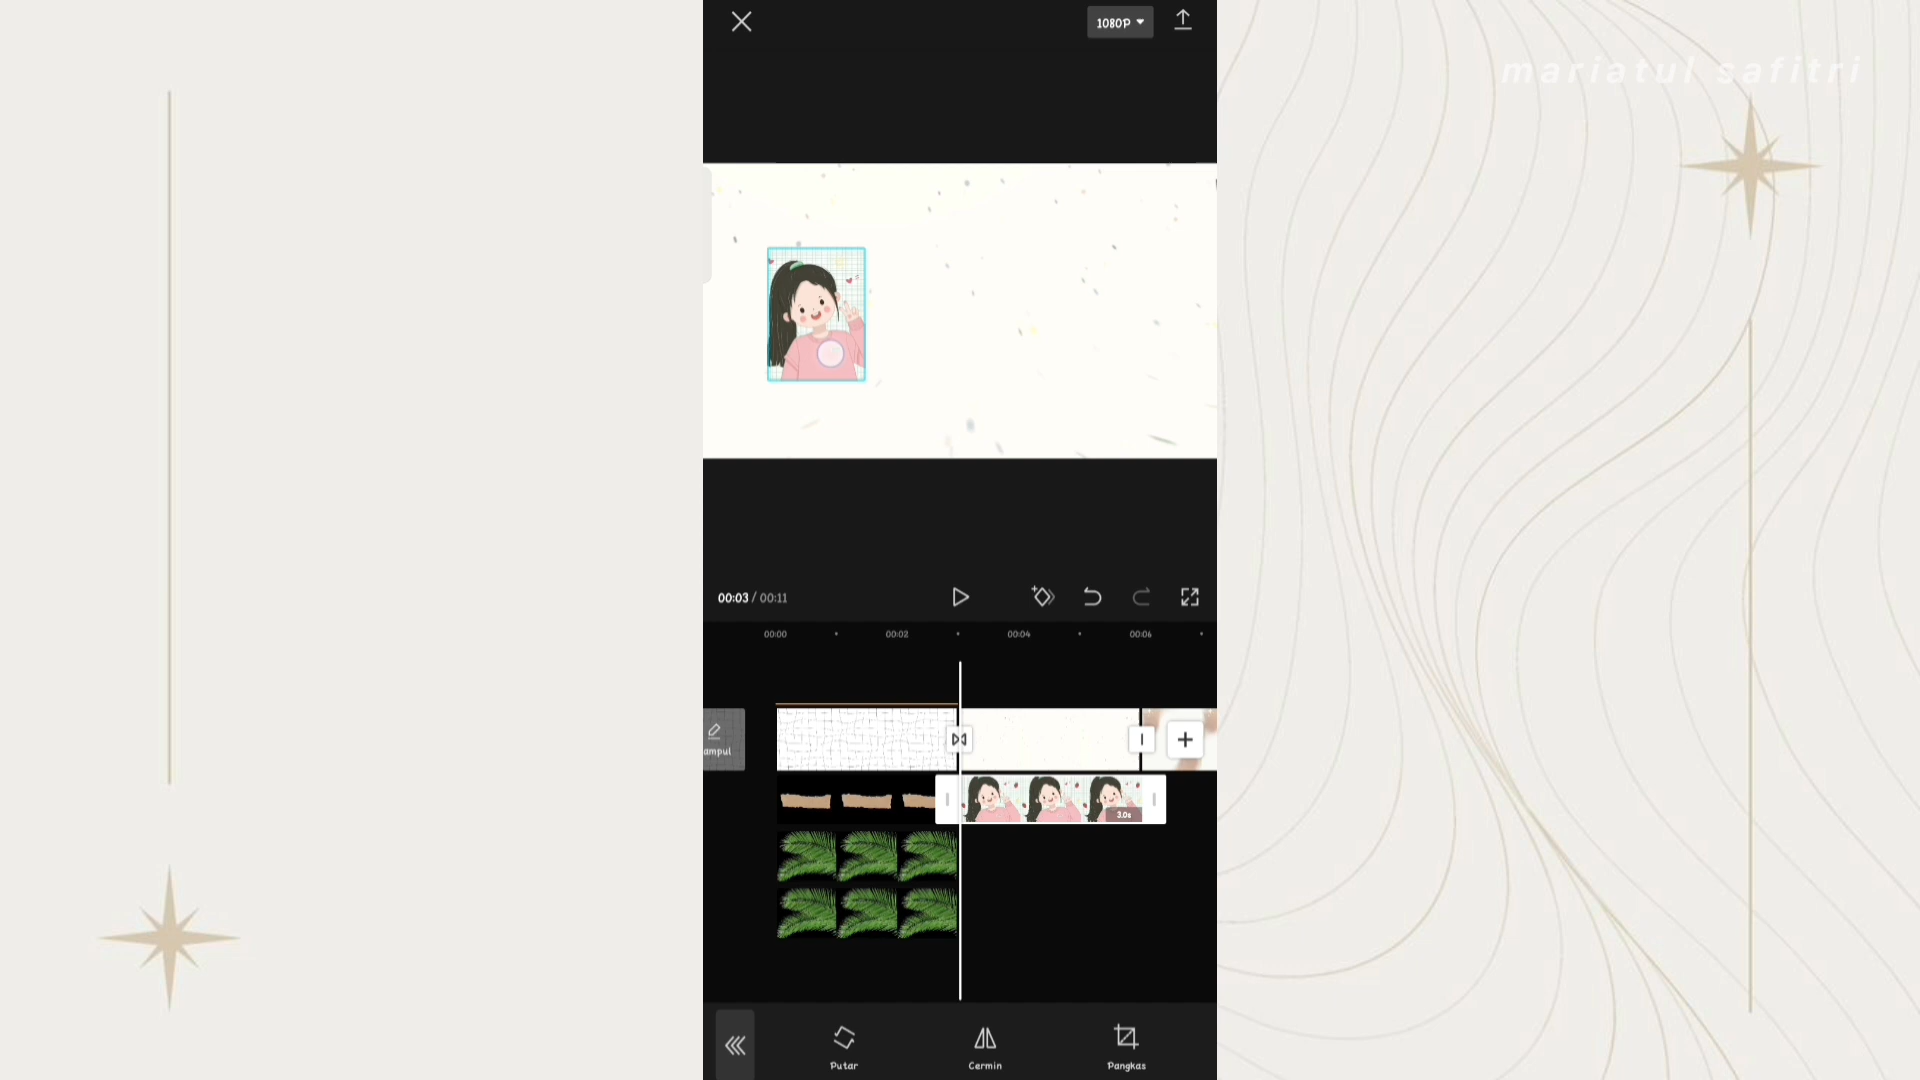 1080P
mariatul safitri
00:03 / 00:11
00:00
00:02
00:04
00:06
ampul
3.0s
Putar
Cermin
Pangkas